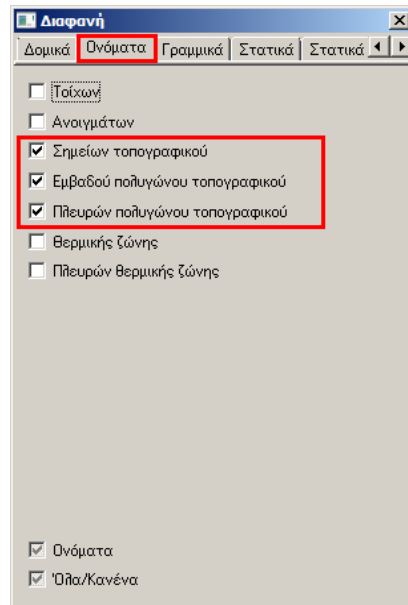 Διαφανή
Δομικά Ονόματα Γραμμικά Στατικά Στατικά
Τοίχων
Ανοιγμάτων
Σημείων τοπογραφικού
Εμβαδού πολυγώνου τοπογραφικού
Πλευρών πολυγώνου τοπογραφικού
Θερμικής ζώνης
Πλευρών θερμικής ζώνης
Ονόματα
'Όλα/Κανένα